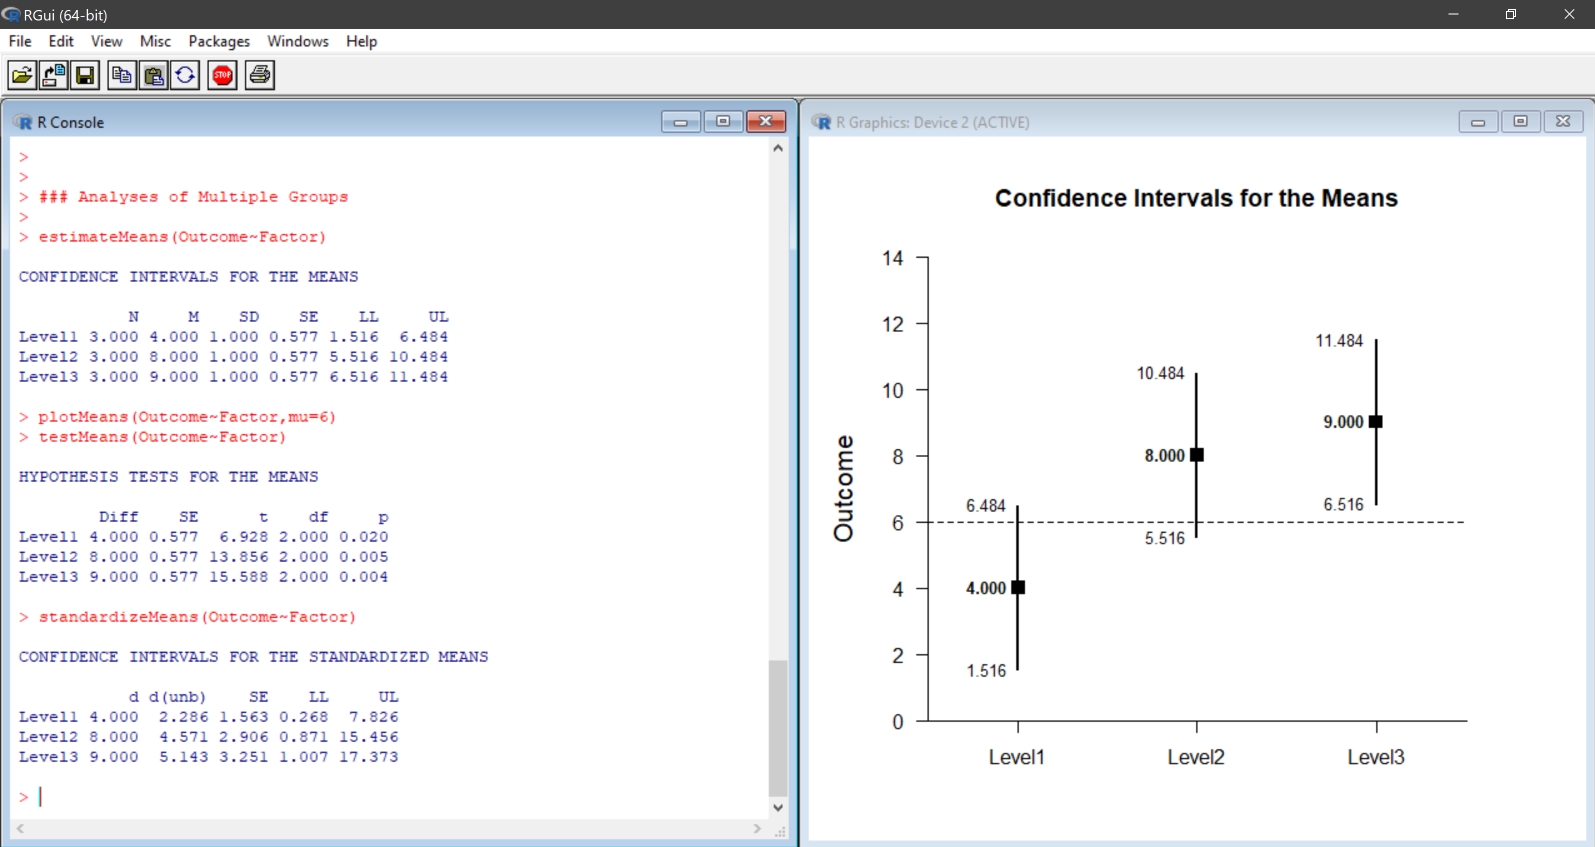 RGui (64-bit)
File Edit View Misc Packages Windows Help
STOP
R Console
>
>
> ### Analyses of Multiple Groups
>
> estimateMeans(Outcome~Factor)
CONFIDENCE INTERVALS FOR THE MEANS
N M SD SE LL UL
Level1 3.000 4.000 1.000 0.577 1.516 6.484
Level2 3.000 8.000 1.000 0.577 5.516 10.484
Level3 3.000 9.000 1.000 0.577 6.516 11.484
> plotMeans(Outcome~Factor,mu=6)
> testMeans(Outcome~Factor)
HYPOTHESIS TESTS FOR THE MEANS
Diff SE t df p
Level1 4.000 0.577 6.928 2.000 0.020
Level2 8.000 0.577 13.856 2.000 0.005
Level3 9.000 0.577 15.588 2.000 0.004
> standardizeMeans(Outcome~Factor)
CONFIDENCE INTERVALS FOR THE STANDARDIZED MEANS
d d(unb) SE LL UL
Level1 4.000 2.286 1.563 0.268 7.826
Level2 8.000 4.571 2.906 0.871 15.456
Level3 9.000 5.143 3.251 1.007 17.373
>
R Graphics: Device 2 (ACTIVE)
Confidence Intervals for the Means
Outcome
14
12
10
8
6
4
2
0
6.484
4.000
1.516
10.484
8.000
5.516
11.484
9.000
6.516
Level1 Level2 Level3